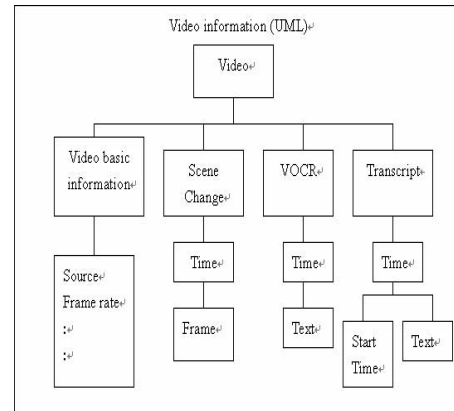 Video information (UML)↵
Video↵
Video basic
information↵
Scene
Change↵
VOCR↵
Transcript↵
Source
Frame rate
:↵
:↵
Time↵
Frame↵
Time↵
Text↵
Time↵
Start
Time↵
Text↵